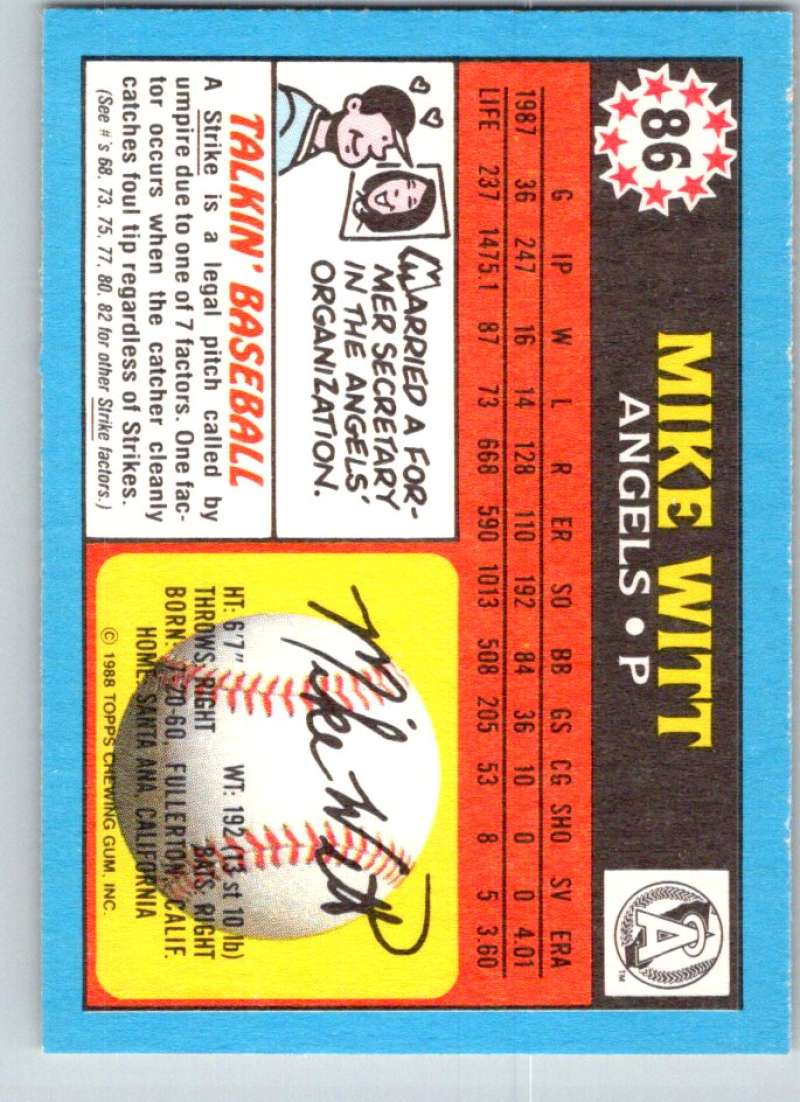 86
MIKE WITT
ANGELS • P
A
TM
G IP W L R ER SO BB GS CG SHO SV ERA
1987. 36 247 16 14 128 110 192 84 36 10 0 0 4.01
LIFE 237 1475.1 87 73 668 590 1013 508 205 53 8 5 3.60
MARRIED A FOR-
MER SECRETARY
IN THE ANGELS'
ORGANIZATION.
TALKIN' BASEBALL
A Strike is a legal pitch called by
umpire due to one of 7 factors. One fac-
tor occurs when the catcher cleanly
catches foul tip regardless of Strikes.
(See #'s 68, 73, 75, 77, 80, 82 for other Strike factors.)
Mike Witt
HT: 6'7" WT: 192 (13 st 10 lb)
THROWS: RIGHT BATS: RIGHT
BORN: 7-20-60, FULLERTON, CALIF.
HOME: SANTA ANA, CALIFORNIA
© 1988 TOPPS CHEWING GUM, INC.